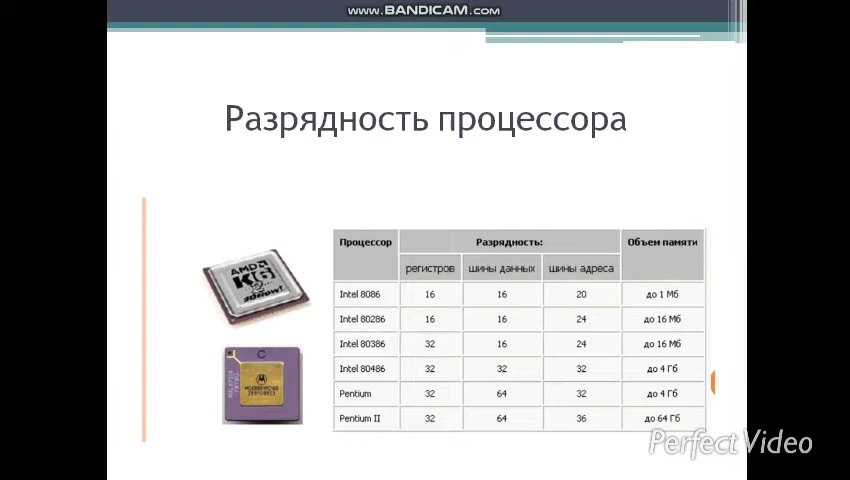 www.BANDICAM.com
Разрядность процессора
AMD
K6
2
3DNow!
Процессор Разрядность: Объем памяти
регистров шины данных шины адреса
Intel 8086 16 16 20 до 1 Мб
Intel 80286 16 16 24 до 16 Мб
Intel 80386 32 16 24 до 16 Мб
Intel 80486 32 32 32 до 4 Гб
Pentium 32 64 32 до 4 Гб
Pentium II 32 64 36 до 64 Гб
MALAYSIA
PerfectVideo